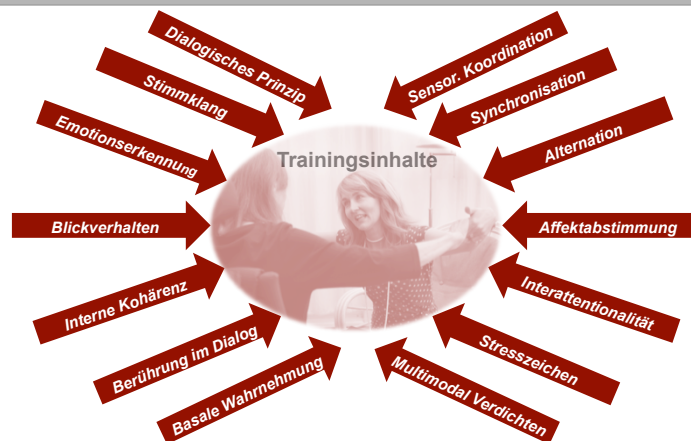 Dialogisches Prinzip
Sensor. Koordination
Stimmklang
Synchronisation
Emotionserkennung
Alternation
Trainingsinhalte
Blickverhalten
Affektabstimmung
Interne Kohärenz
Interattentionalität
Berührung im Dialog
Stresszeichen
Basale Wahrnehmung
Multimodal Verdichten